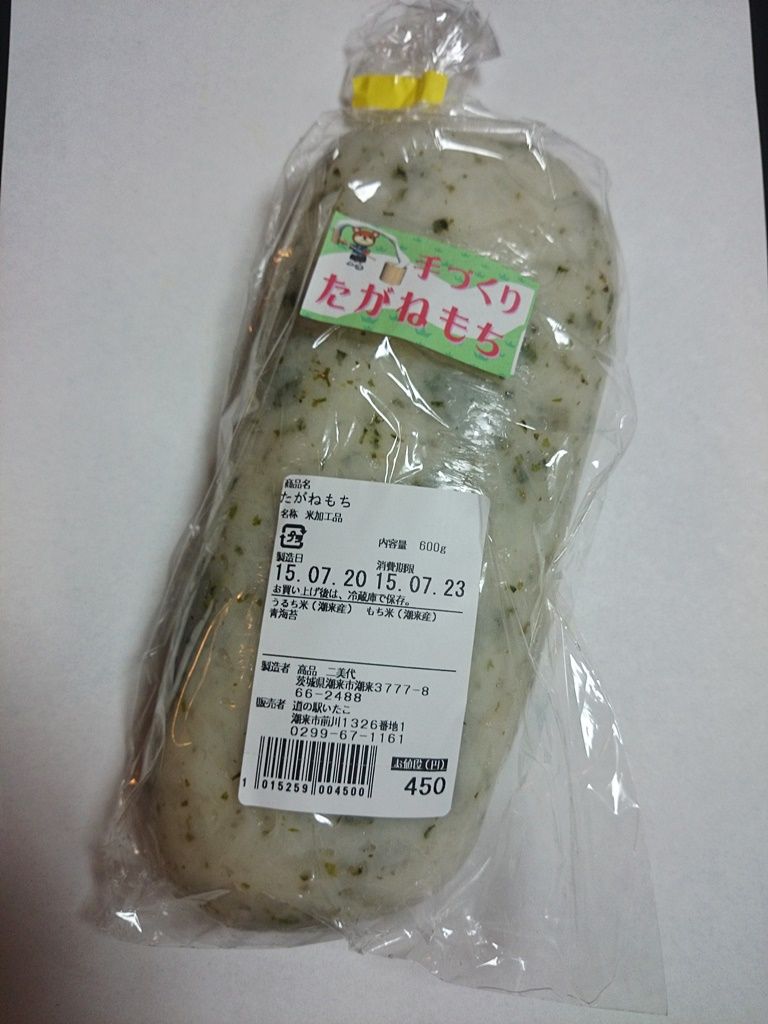 手づくり
たがねもち
商品名
たがねもち
名称 米加工品
内容量 600g
製造日 消費期限
15.07.20 15.07.23
お買い上げ後は、冷蔵庫で保存。
うるち米(潮来産) もち米(潮来産)
青海苔
製造者 高品 二美代
茨城県潮来市潮来3777-8
66-2488
販売者 道の駅いたこ
潮来市前川1326番地1
0299-67-1161
お値段(円)
450
1 015259 004500